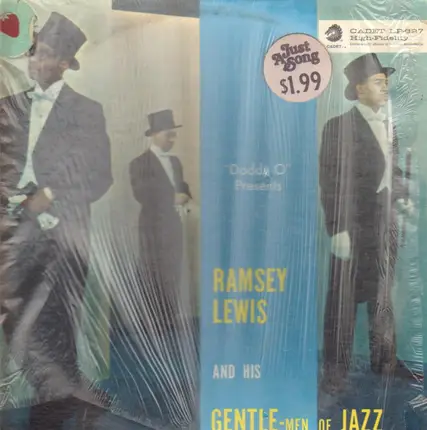 A Just
Song
$1.99
CADET LP-627
High-Fidelity
CADET
"Daddy O"
Presents
RAMSEY
LEWIS
AND HIS
GENTLE-MEN OF JAZZ